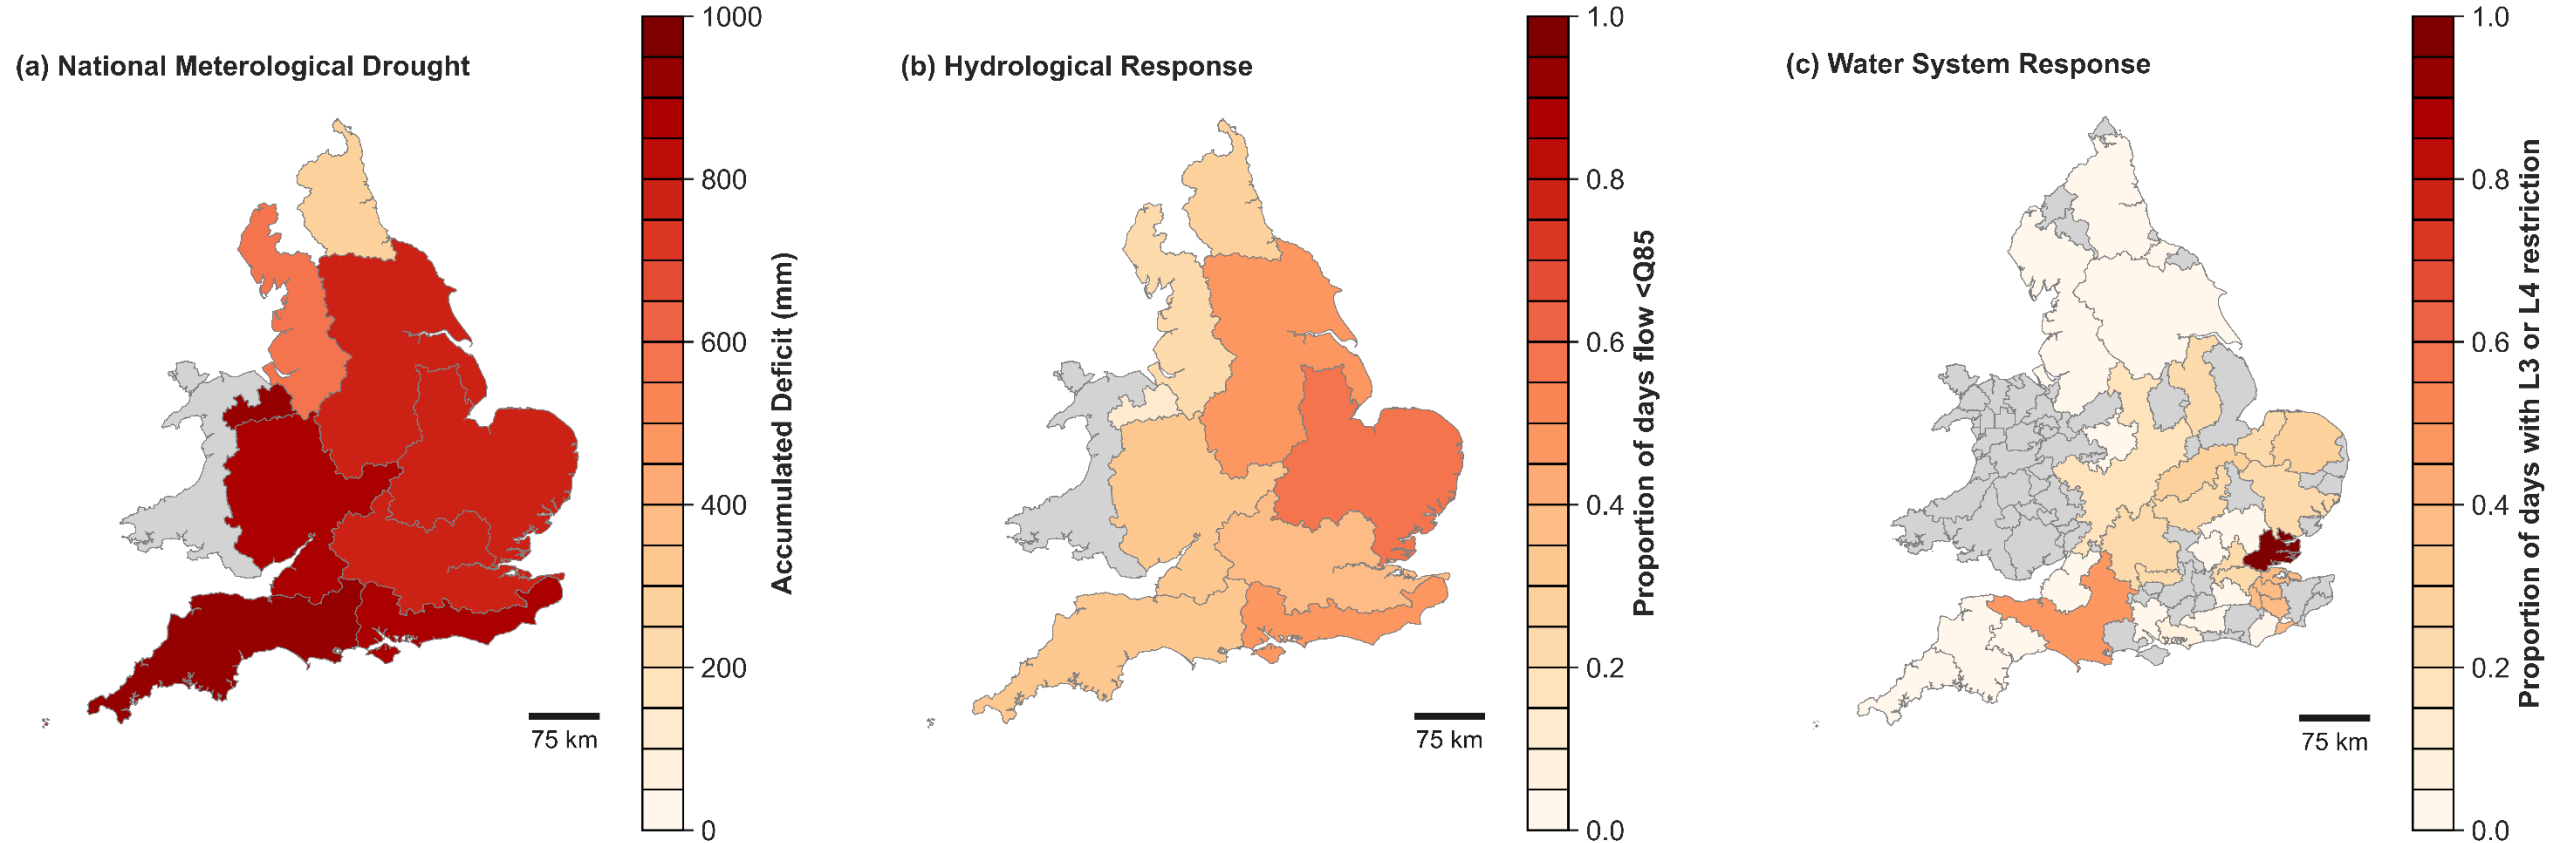 (a) National Meterological Drought
1000
800
600
400
200
0
Accumulated Deficit (mm)
75 km
(b) Hydrological Response
1.0
0.8
0.6
0.4
0.2
0.0
Proportion of days flow <Q85
75 km
(c) Water System Response
1.0
0.8
0.6
0.4
0.2
0.0
Proportion of days with L3 or L4 restriction
75 km